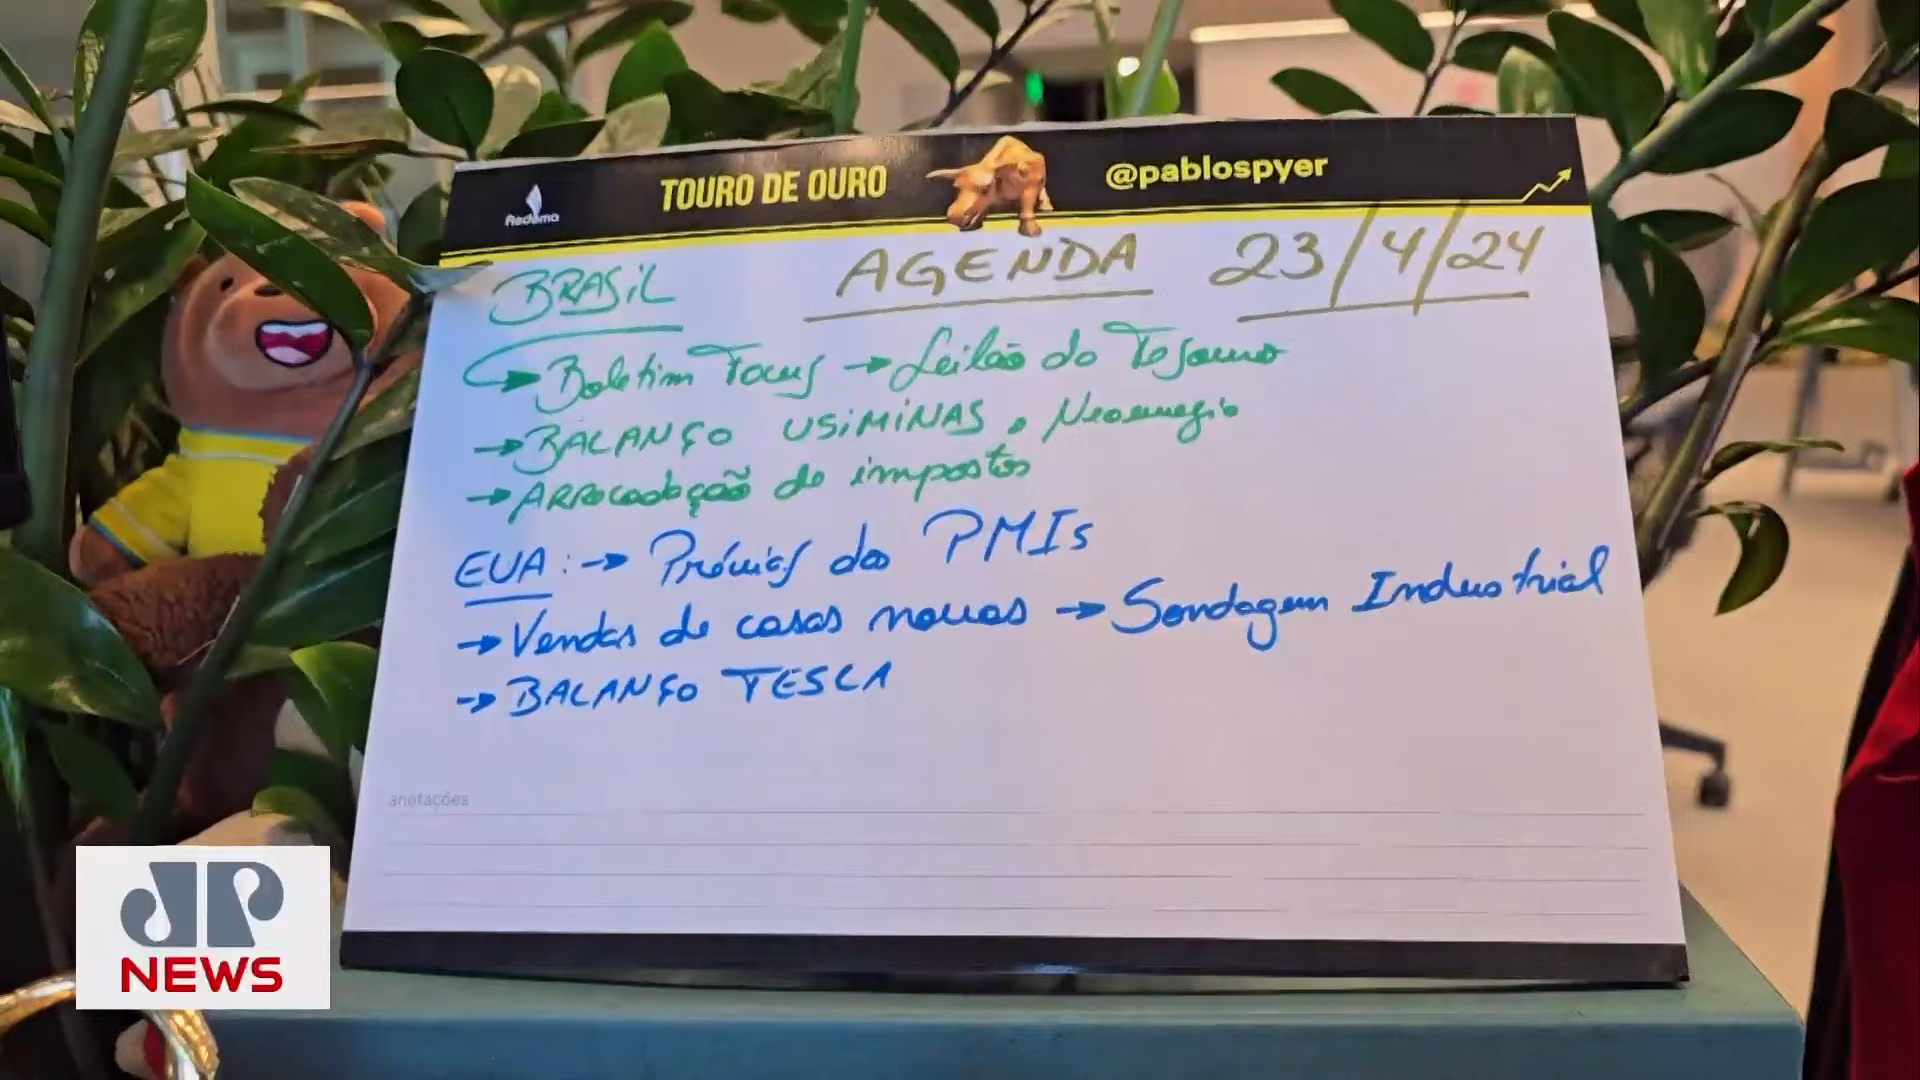 Redoma
TOURO DE OURO
@pablospyer
AGENDA 23/4/24
BRASIL
→ Boletim Focus → Leilão do Tesouro
→ BALANÇO USIMINAS, Neoenergia
→ ARRecadação de impostos
EUA: → Prévias dos PMIs
→ Vendas de casas novas → Sondagem Industrial
→ BALANÇO TESLA
anotações
JP
NEWS